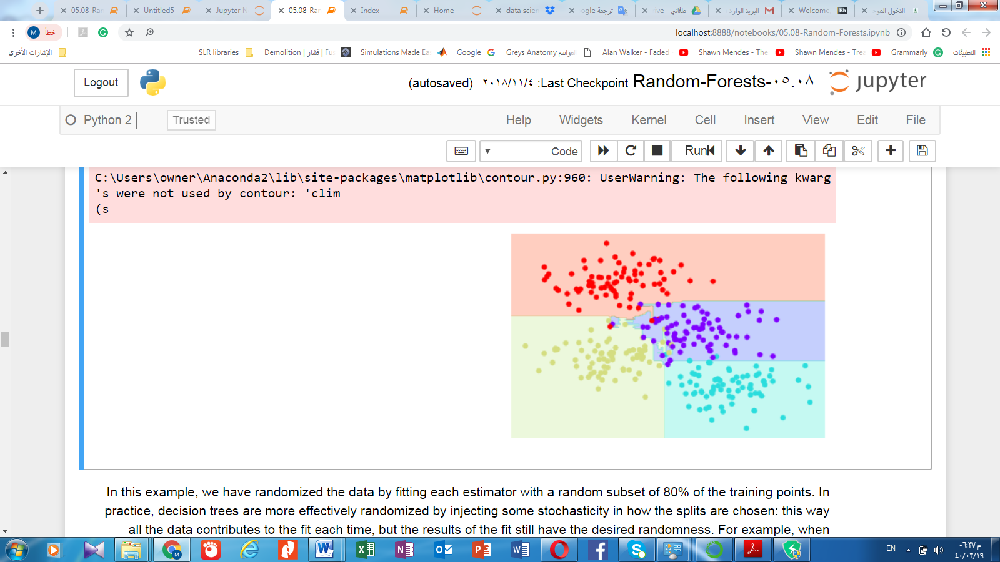 05.08-Ran
Untitled5
Jupyter N
05.08-Ran
Index
Home
data scien
ترجمة ogle
ملفاتي - ive
البريد الوارد
Welcome,
Bb
الدخول الموح
M خطأ
localhost:8888/notebooks/05.08-Random-Forests.ipynb
الإشارات الأخرى
SLR libraries
Demolition | فُشار | Fu
Simulations Made Ea
Google
Greys Anatomy المواسم
Alan Walker - Faded
Shawn Mendes - The
Shawn Mendes - Trea
Grammarly
التطبيقات
Logout
(autosaved) ٢٠١٨/١١/٤ :Last Checkpoint Random-Forests-٠٥.٠٨
jupyter
Python 2
Trusted
Help Widgets Kernel Cell Insert View Edit File
Code
Run
C:\Users\owner\Anaconda2\lib\site-packages\matplotlib\contour.py:960: UserWarning: The following kwarg
's were not used by contour: 'clim
(s
In this example, we have randomized the data by fitting each estimator with a random subset of 80% of the training points. In
practice, decision trees are more effectively randomized by injecting some stochasticity in how the splits are chosen: this way
all the data contributes to the fit each time, but the results of the fit still have the desired randomness. For example, when
EN
٠٦:٣٧ م
٤٠/٠٣/١٩